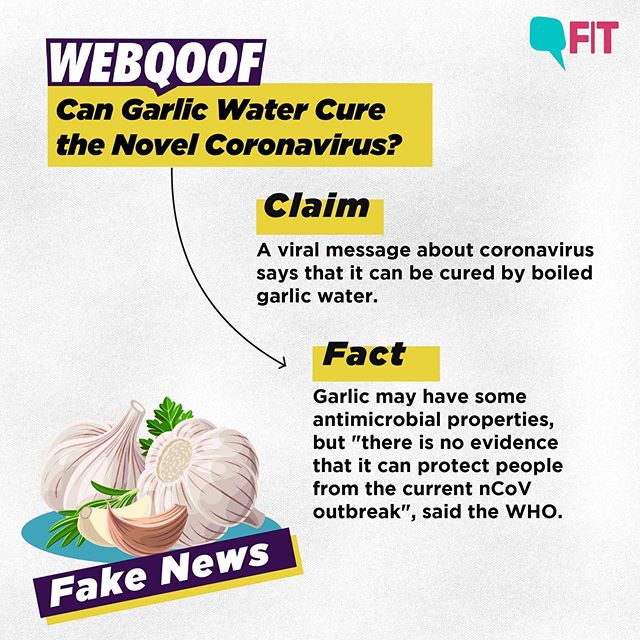 FIT
WEBQOOF
Can Garlic Water Cure
the Novel Coronavirus?
Claim
A viral message about coronavirus
says that it can be cured by boiled
garlic water.
Fact
Garlic may have some
antimicrobial properties,
but "there is no evidence
that it can protect people
from the current nCoV
outbreak", said the WHO.
Fake News